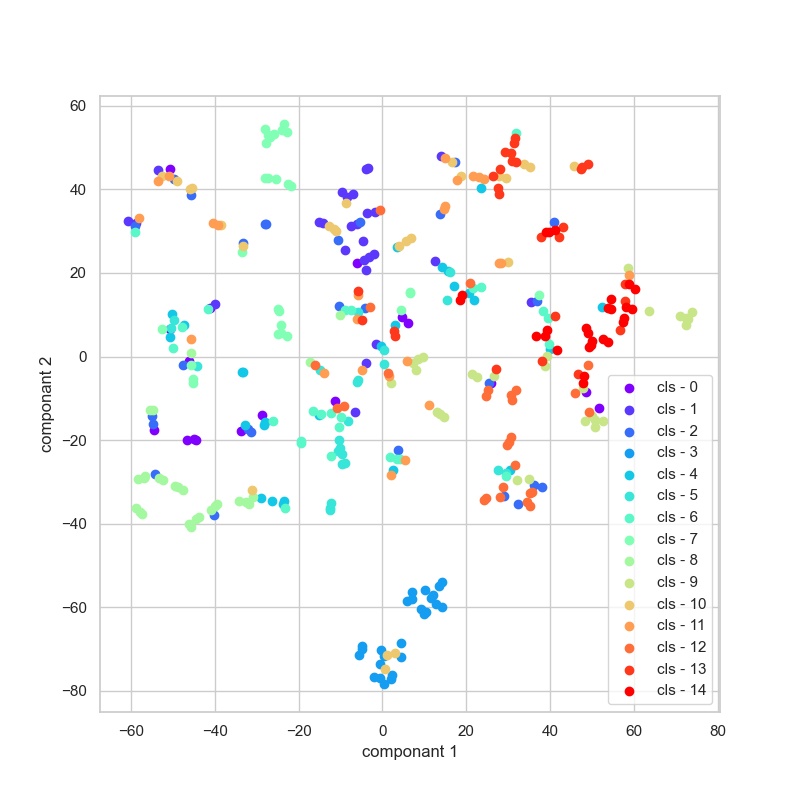 60
40
20
0
−20
−40
−60
−80
componant 2
cls - 0
cls - 1
cls - 2
cls - 3
cls - 4
cls - 5
cls - 6
cls - 7
cls - 8
cls - 9
cls - 10
cls - 11
cls - 12
cls - 13
cls - 14
−60 −40 −20 0 20 40 60 80
componant 1